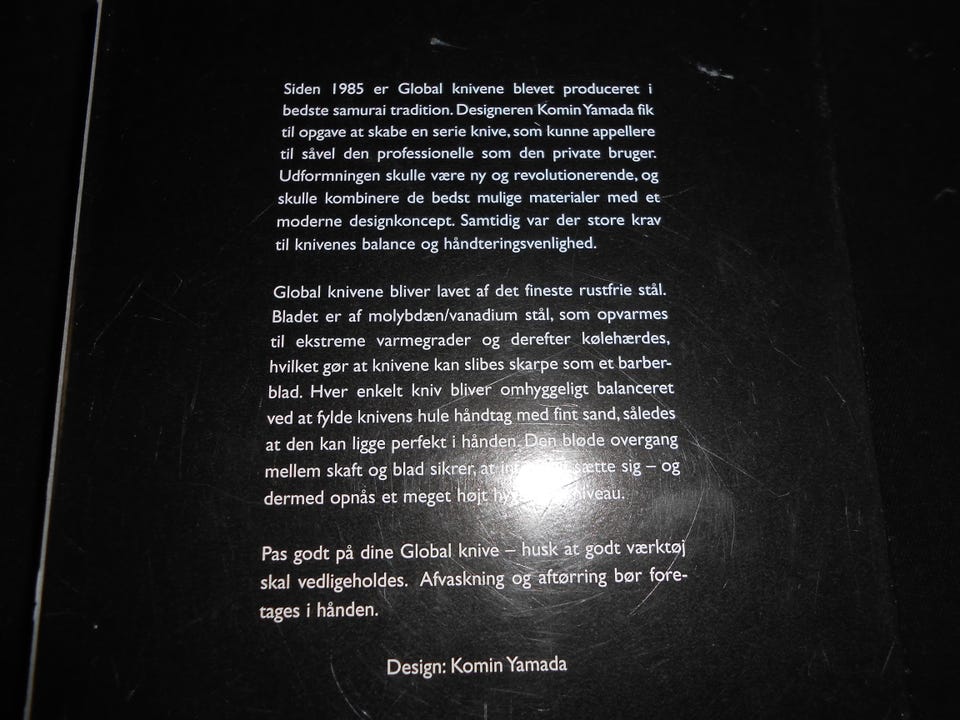 Siden 1985 er Global knivene blevet produceret i
bedste samurai tradition. Designeren Komin Yamada fik
til opgave at skabe en serie knive, som kunne appellere
til såvel den professionelle som den private bruger.
Udformningen skulle være ny og revolutionerende, og
skulle kombinere de bedst mulige materialer med et
moderne designkoncept. Samtidig var der store krav
til knivenes balance og håndteringsvenlighed.
Global knivene bliver lavet af det fineste rustfrie stål.
Bladet er af molybdæn/vanadium stål, som opvarmes
til ekstreme varmegrader og derefter kølehærdes,
hvilket gør at knivene kan slibes skarpe som et barber-
blad. Hver enkelt kniv bliver omhyggeligt balanceret
ved at fylde knivens hule håndtag med fint sand, således
at den kan ligge perfekt i hånden. Den bløde overgang
mellem skaft og blad sikrer, at sætte sig – og
dermed opnås et meget højt
Pas godt på dine Global knive – husk at godt værktøj
skal vedligeholdes. Afvaskning og aftørring bør fore-
tages i hånden.
Design: Komin Yamada